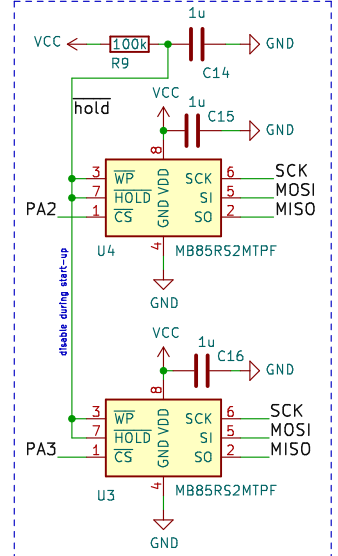 1u
VCC 100k GND
R9 C14
hold
VCC 1u C15
GND
8
3 WP VDD SCK 6 SCK
7 HOLD SI 5 MOSI
PA2 1 CS GND SO 2 MISO
4
U4 MB85RS2MTPF
GND
disable during start-up
VCC 1u
C16 GND
8
3 WP VDD SCK 6 SCK
7 HOLD SI 5 MOSI
PA3 1 CS GND SO 2 MISO
4
U3 MB85RS2MTPF
GND